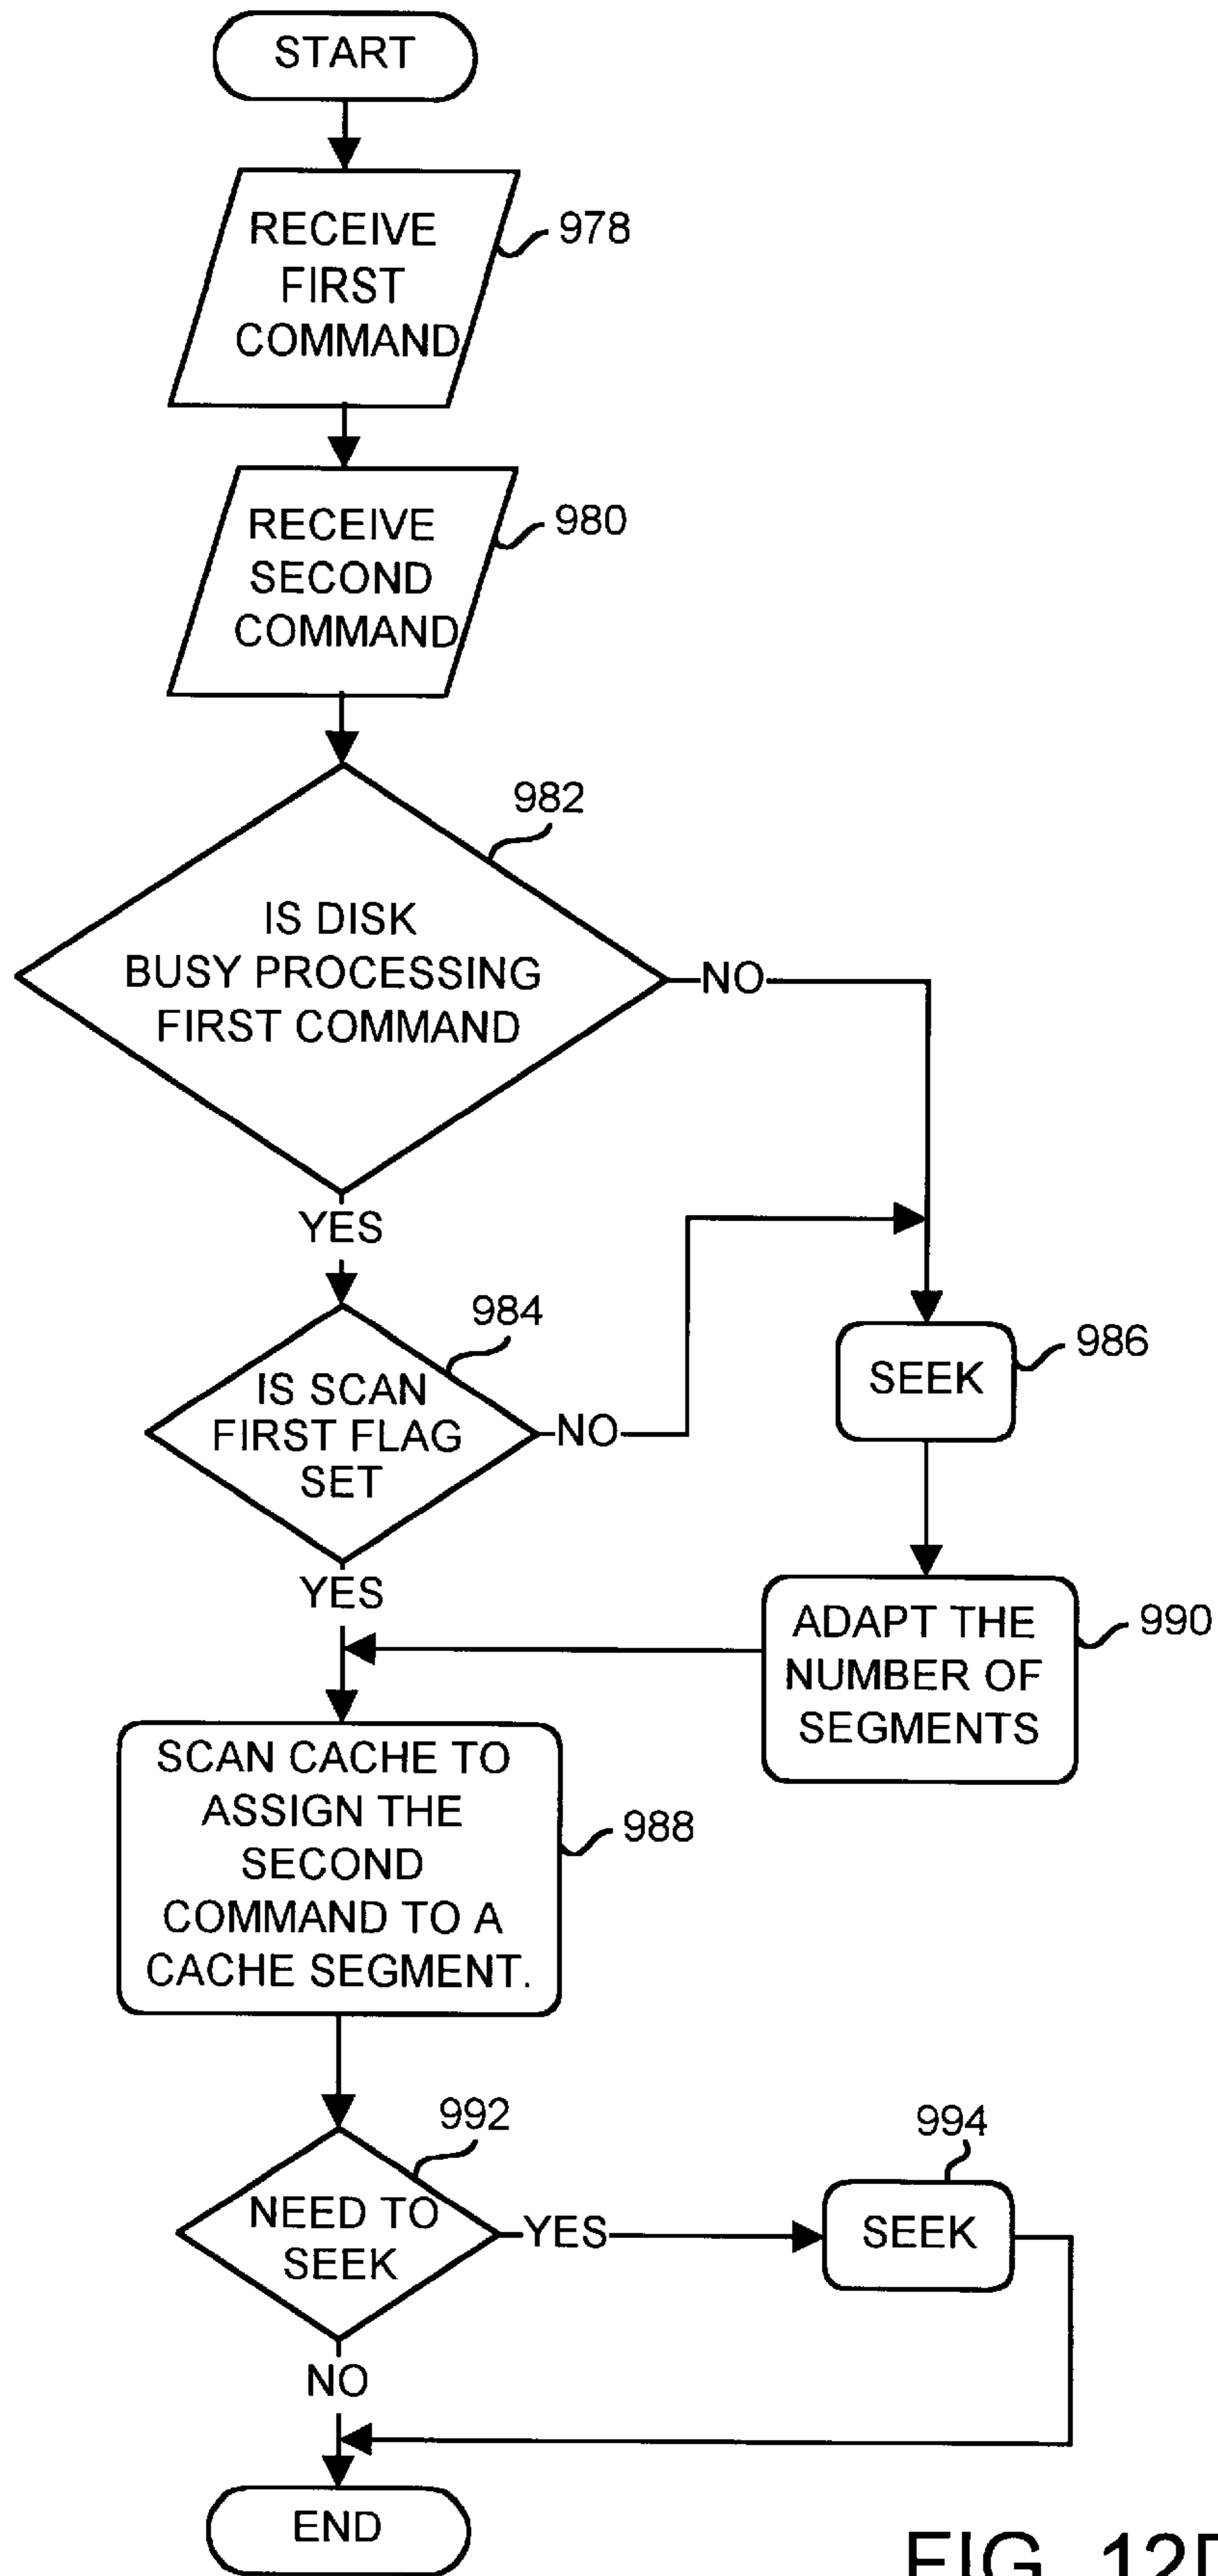 START
RECEIVE
FIRST
COMMAND
978
RECEIVE
SECOND
COMMAND
980
982
IS DISK
BUSY PROCESSING
FIRST COMMAND
NO
YES
984
IS SCAN
FIRST FLAG
SET
NO
986
SEEK
YES
ADAPT THE
NUMBER OF
SEGMENTS
990
SCAN CACHE TO
ASSIGN THE
SECOND
COMMAND TO A
CACHE SEGMENT.
988
992
NEED TO
SEEK
YES
994
SEEK
NO
END
FIG. 12D